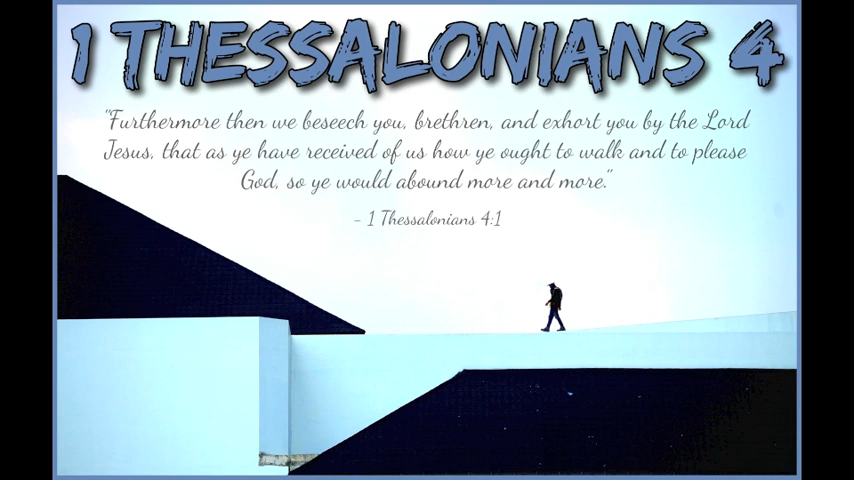 1 THESSALONIANS 4
"Furthermore then we beseech you, brethren, and exhort you by the Lord
Jesus, that as ye have received of us how ye ought to walk and to please
God, so ye would abound more and more."
- 1 Thessalonians 4:1